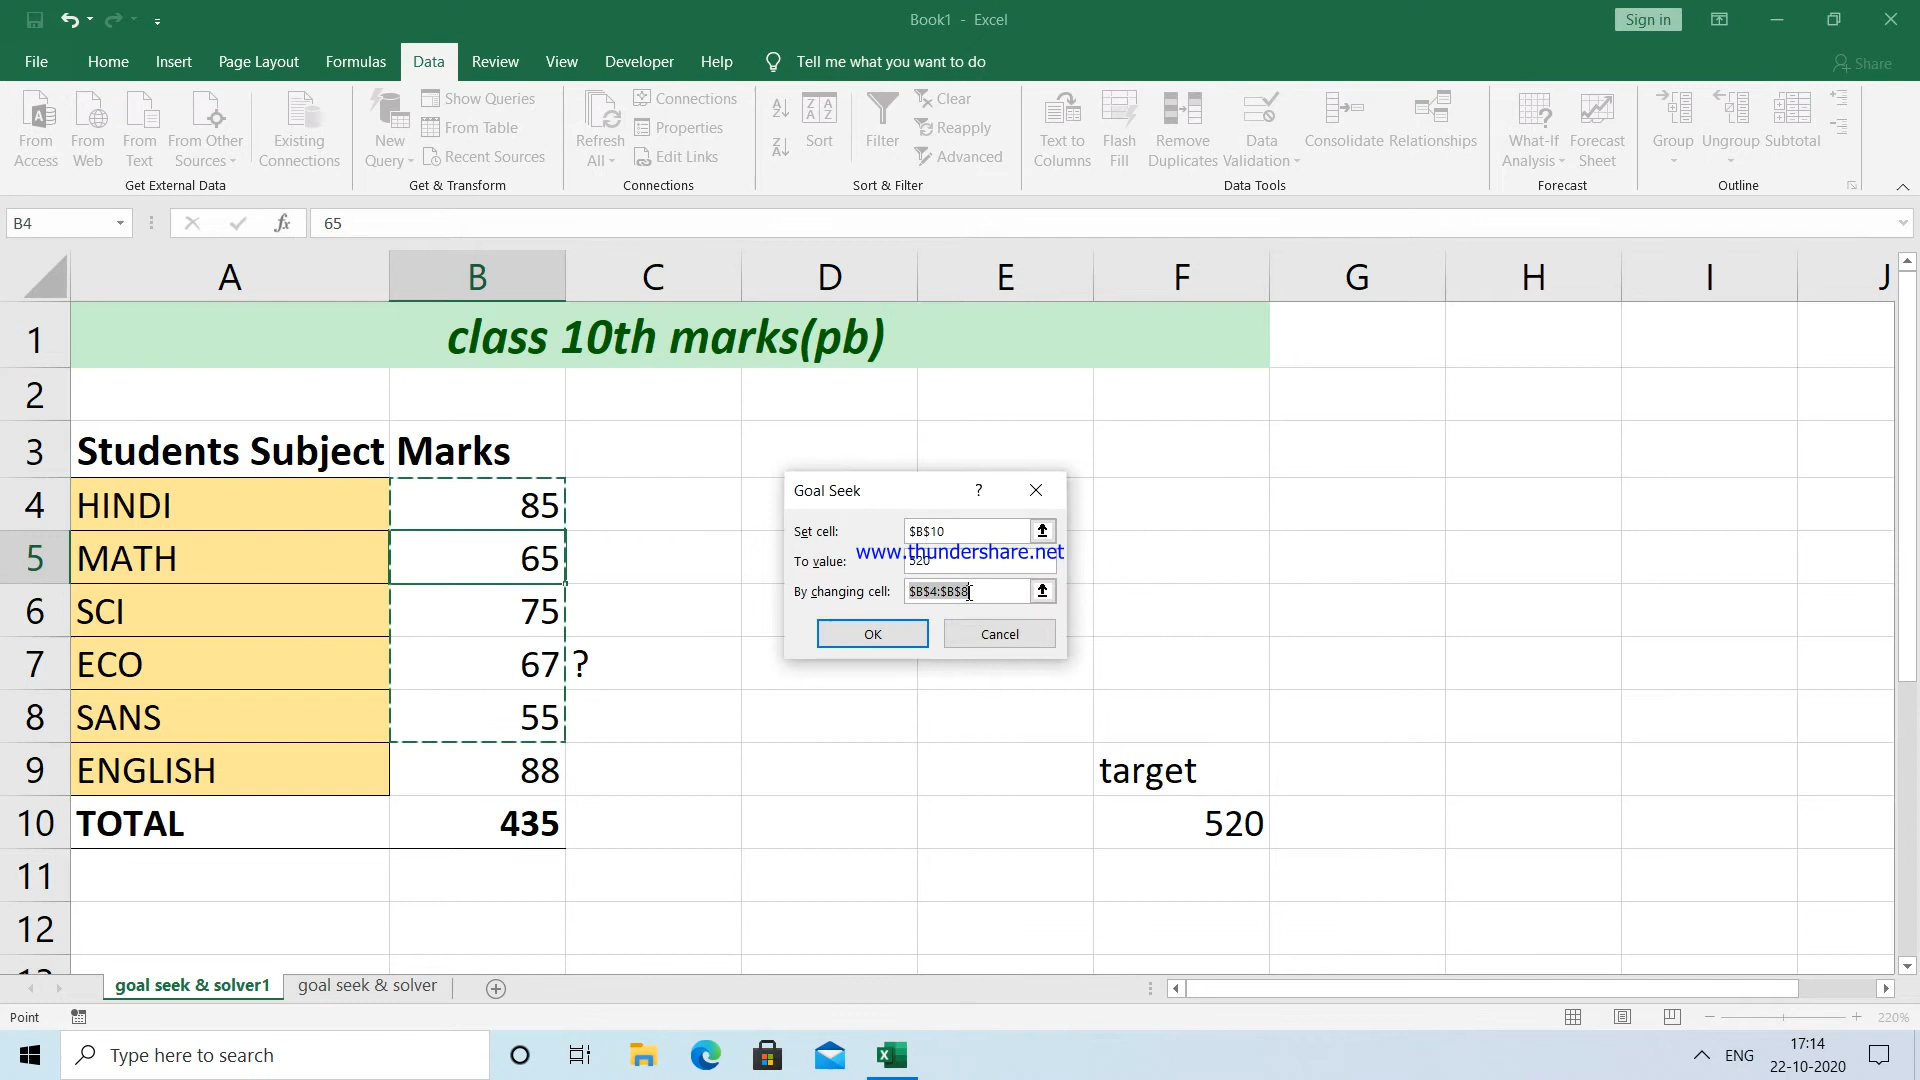 Book1 - Excel
Sign in
File Home Insert Page Layout Formulas Data Review View Developer Help Tell me what you want to do Share
From Access
From Web
From Text
From Other Sources
Existing Connections
Get External Data
New Query
Show Queries
From Table
Recent Sources
Get & Transform
Refresh All
Connections
Properties
Edit Links
Connections
Sort
Filter
Clear
Reapply
Advanced
Sort & Filter
Text to Columns
Flash Fill
Remove Duplicates
Data Validation
Consolidate
Relationships
Data Tools
What-If Analysis
Forecast Sheet
Forecast
Group
Ungroup
Subtotal
Outline
B4 fx 65
A B C D E F G H I J
1 class 10th marks(pb)
2
3 Students Subject Marks
4 HINDI 85
5 MATH 65
6 SCI 75
7 ECO 67 ?
8 SANS 55
9 ENGLISH 88 target
10 TOTAL 435 520
11
12
Goal Seek ?
Set cell: $B$10
www.thundershare.net
To value: 520
By changing cell: $B$4:$B$8
OK Cancel
goal seek & solver1 goal seek & solver
Point 220%
Type here to search
ENG
17:14
22-10-2020